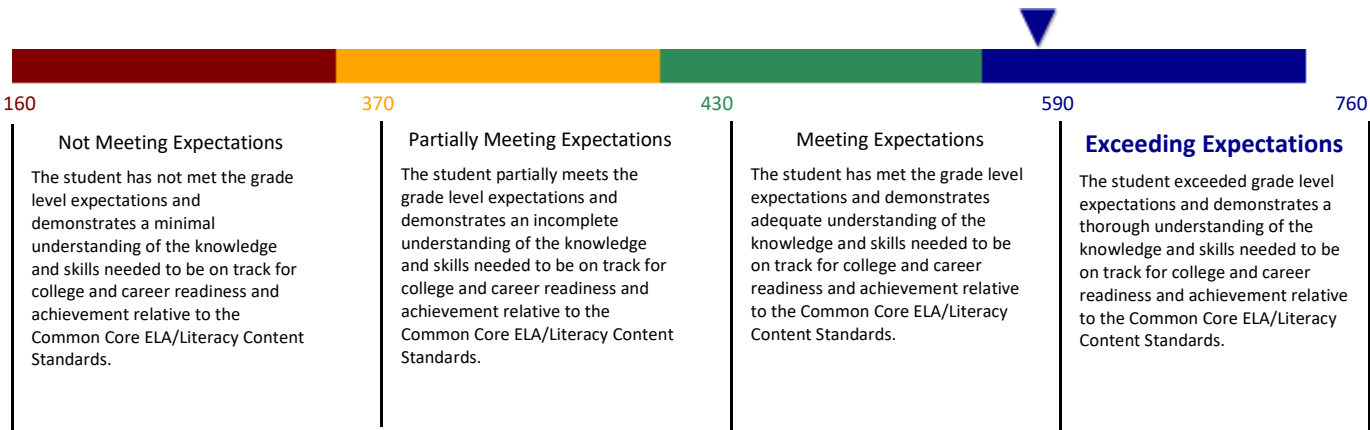 160
370
430
590
760
Not Meeting Expectations
The student has not met the grade
level expectations and
demonstrates a minimal
understanding of the knowledge
and skills needed to be on track for
college and career readiness and
achievement relative to the
Common Core ELA/Literacy Content
Standards.
Partially Meeting Expectations
The student partially meets the
grade level expectations and
demonstrates an incomplete
understanding of the knowledge
and skills needed to be on track for
college and career readiness and
achievement relative to the
Common Core ELA/Literacy Content
Standards.
Meeting Expectations
The student has met the grade level
expectations and demonstrates
adequate understanding of the
knowledge and skills needed to be
on track for college and career
readiness and achievement relative
to the Common Core ELA/Literacy
Content Standards.
Exceeding Expectations
The student exceeded grade level
expectations and demonstrates a
thorough understanding of the
knowledge and skills needed to be
on track for college and career
readiness and achievement relative
to the Common Core ELA/Literacy
Content Standards.